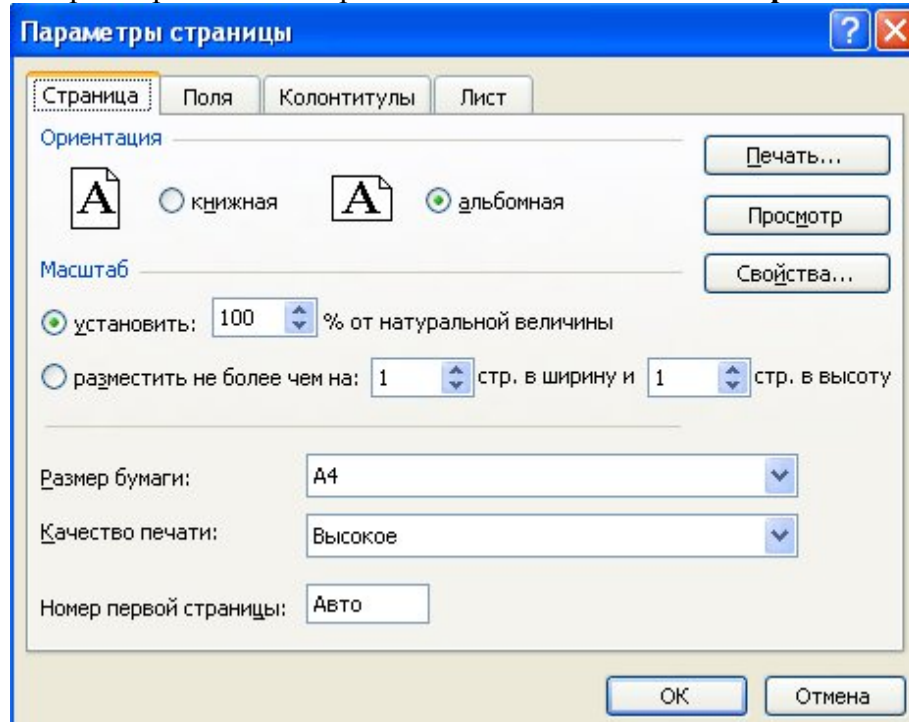 Параметры страницы
Страница Поля Колонтитулы Лист
Ориентация
Печать...
A книжная A альбомная
Просмотр
Масштаб
Свойства...
установить: 100 % от натуральной величины
разместить не более чем на: 1 стр. в ширину и 1 стр. в высоту
Размер бумаги: A4
Качество печати: Высокое
Номер первой страницы: Авто
ОК Отмена